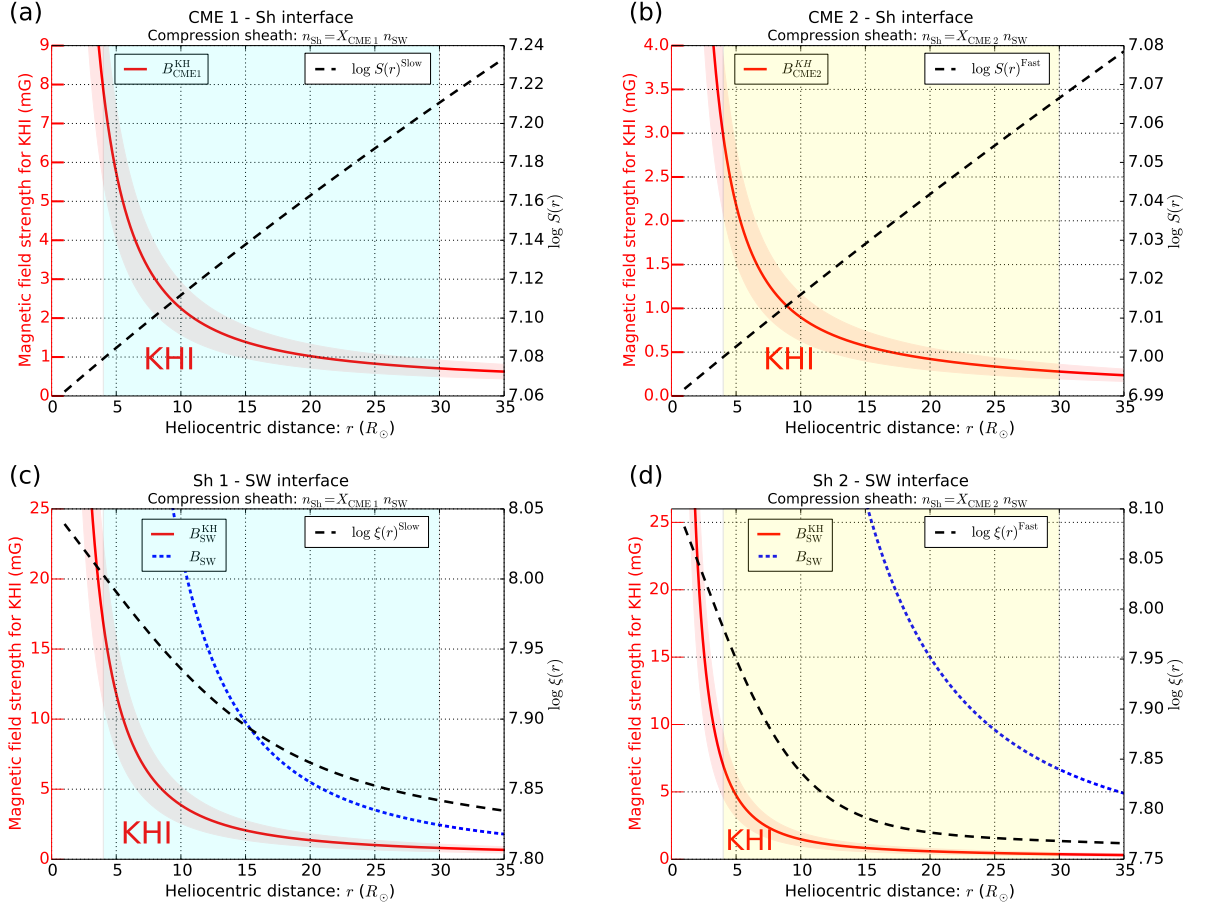 (a)
CME 1 - Sh interface
Compression sheath: n_Sh=X_CME 1 n_SW
B^KH_CME1
log S(r)^Slow
KHI
Magnetic field strength for KHI (mG)
0 1 2 3 4 5 6 7 8 9
log S(r)
7.06 7.08 7.10 7.12 7.14 7.16 7.18 7.20 7.22 7.24
0 5 10 15 20 25 30 35
Heliocentric distance: r (R_⊙)
(b)
CME 2 - Sh interface
Compression sheath: n_Sh=X_CME 2 n_SW
B^KH_CME2
log S(r)^Fast
KHI
Magnetic field strength for KHI (mG)
0.0 0.5 1.0 1.5 2.0 2.5 3.0 3.5 4.0
log S(r)
6.99 7.00 7.01 7.02 7.03 7.04 7.05 7.06 7.07 7.08
0 5 10 15 20 25 30 35
Heliocentric distance: r (R_⊙)
(c)
Sh 1 - SW interface
Compression sheath: n_Sh=X_CME 1 n_SW
B^KH_SW
B_SW
log ξ(r)^Slow
KHI
Magnetic field strength for KHI (mG)
0 5 10 15 20 25
log ξ(r)
7.80 7.85 7.90 7.95 8.00 8.05
0 5 10 15 20 25 30 35
Heliocentric distance: r (R_⊙)
(d)
Sh 2 - SW interface
Compression sheath: n_Sh=X_CME 2 n_SW
B^KH_SW
B_SW
log ξ(r)^Fast
KHI
Magnetic field strength for KHI (mG)
0 5 10 15 20 25
log ξ(r)
7.75 7.80 7.85 7.90 7.95 8.00 8.05 8.10
0 5 10 15 20 25 30 35
Heliocentric distance: r (R_⊙)